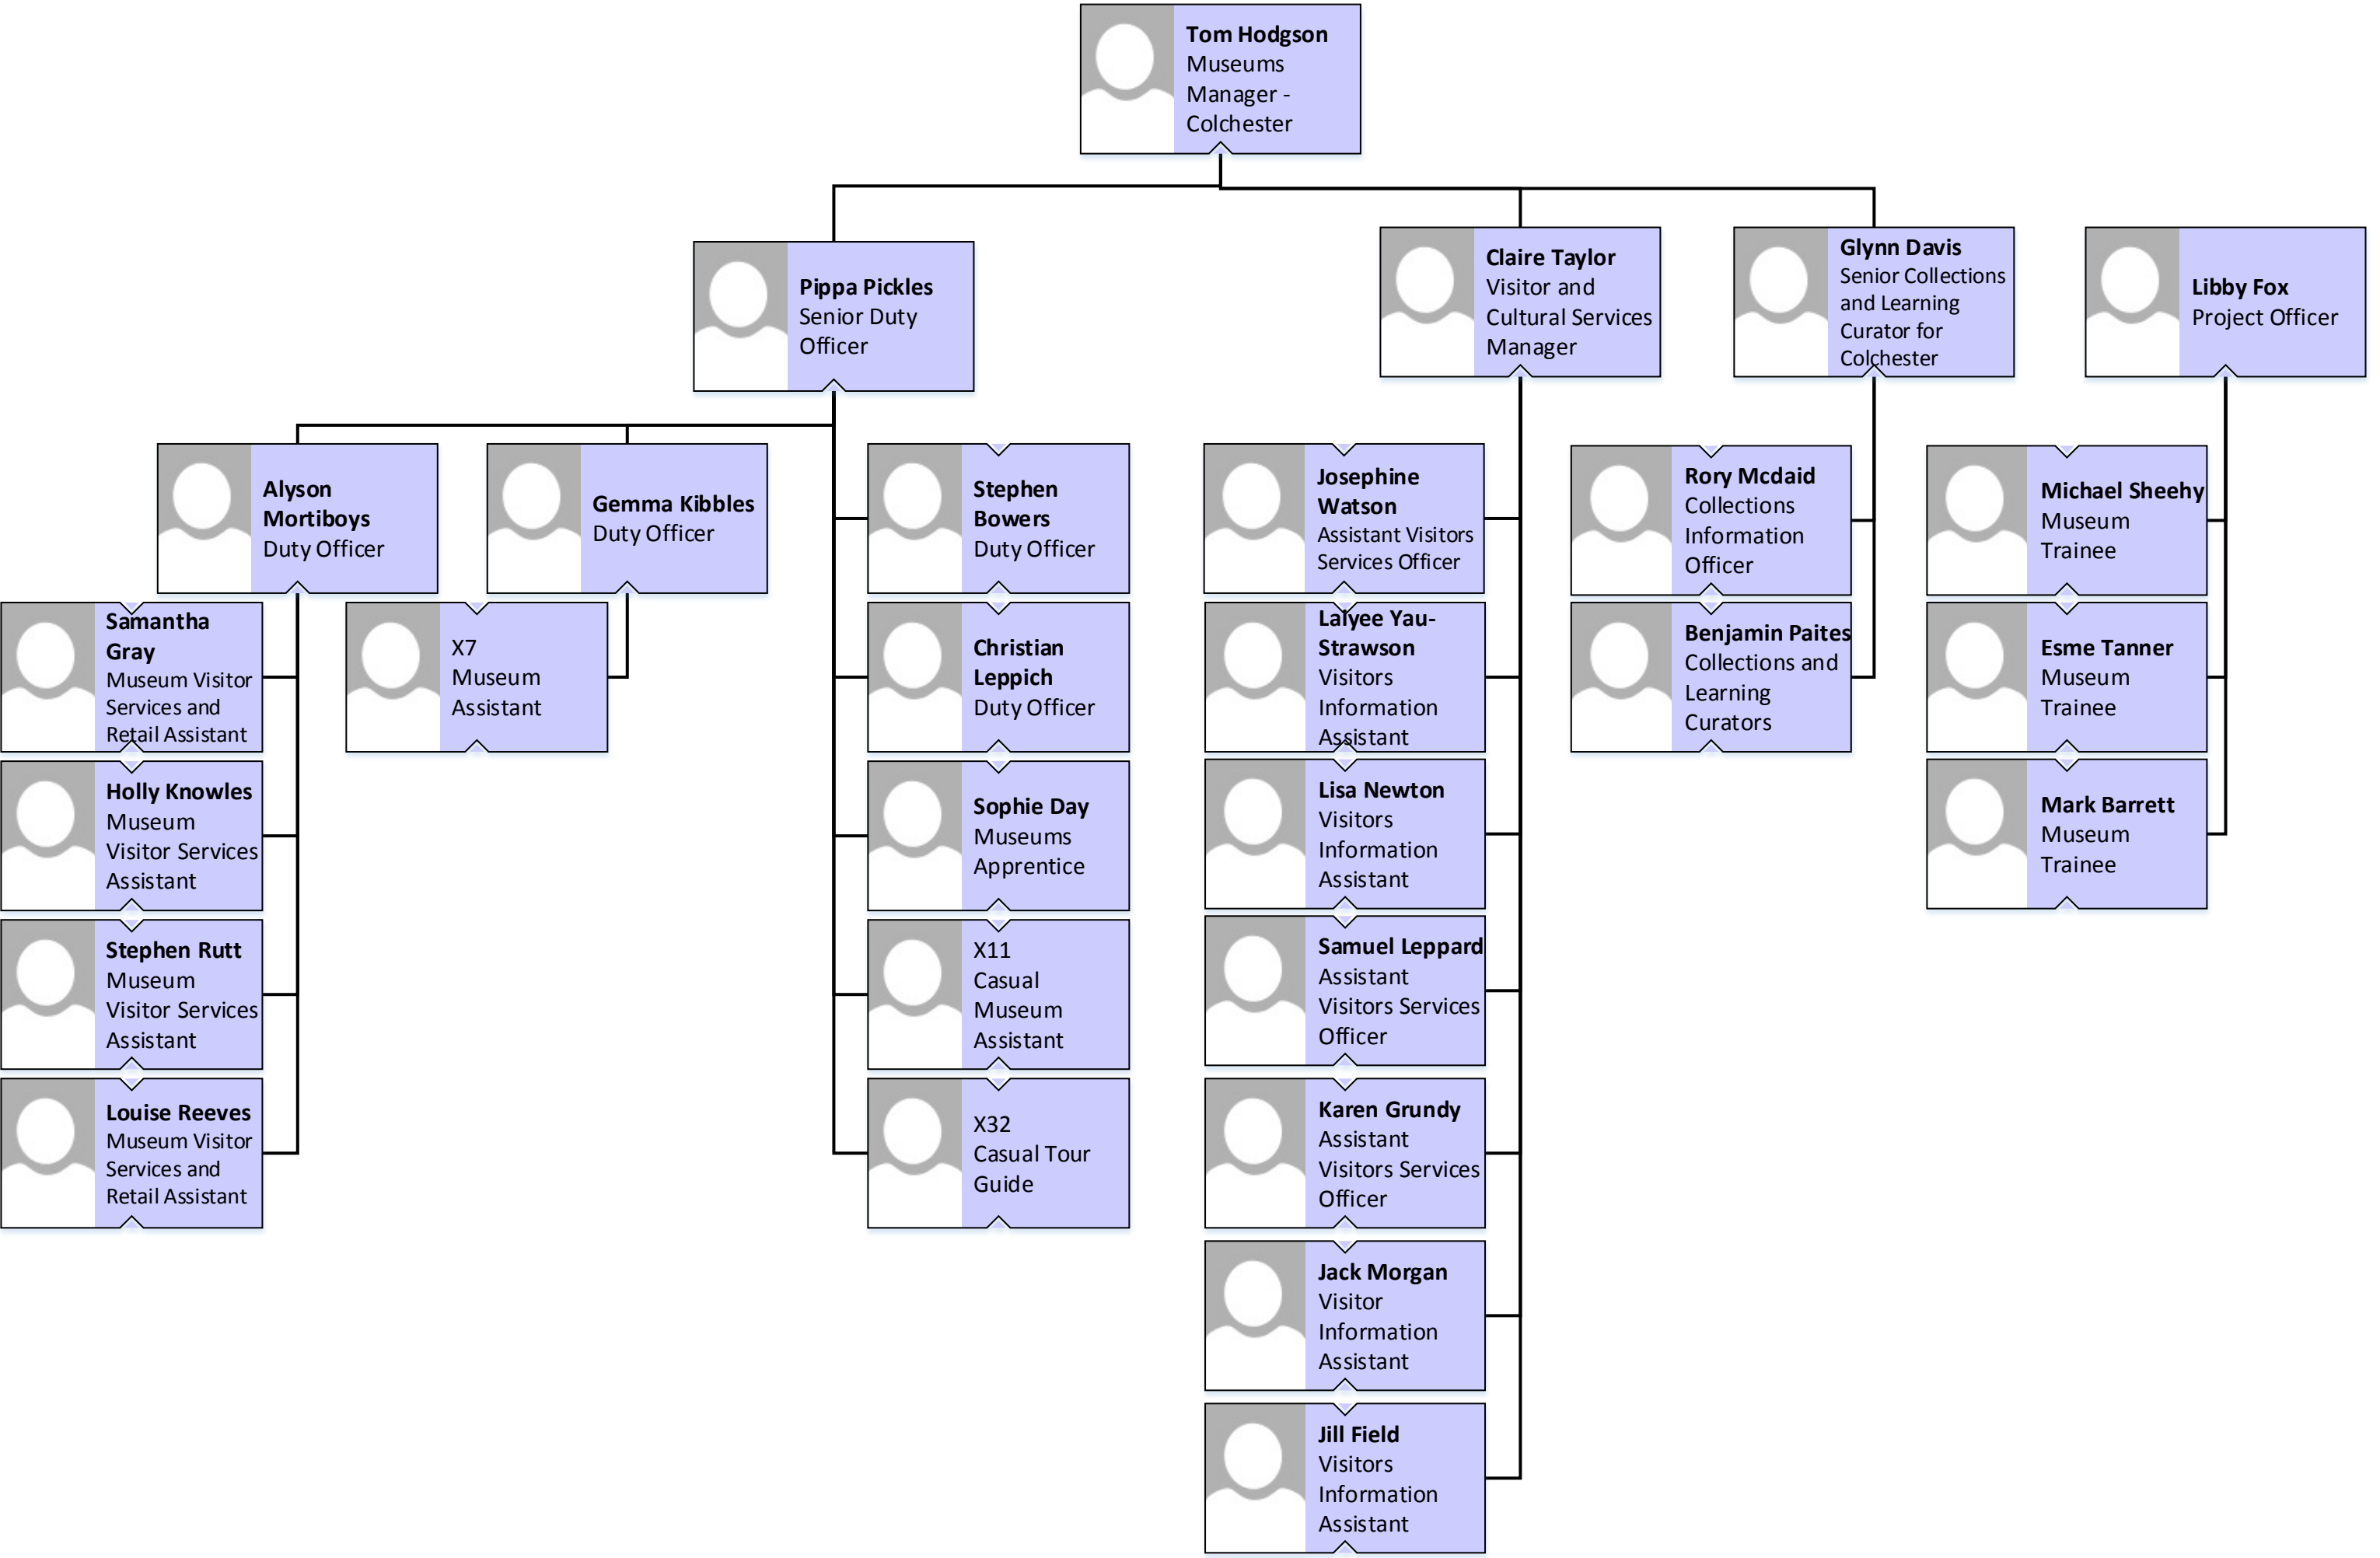 Tom Hodgson
Museums
Manager -
Colchester
Pippa Pickles
Senior Duty
Officer
Claire Taylor
Visitor and
Cultural Services
Manager
Glynn Davis
Senior Collections
and Learning
Curator for
Colchester
Libby Fox
Project Officer
Alyson
Mortiboys
Duty Officer
Gemma Kibbles
Duty Officer
Stephen
Bowers
Duty Officer
Josephine
Watson
Assistant Visitors
Services Officer
Rory Mcdaid
Collections
Information
Officer
Michael Sheehy
Museum
Trainee
Samantha
Gray
Museum Visitor
Services and
Retail Assistant
X7
Museum
Assistant
Christian
Leppich
Duty Officer
Lalyee Yau-
Strawson
Visitors
Information
Assistant
Benjamin Paites
Collections and
Learning
Curators
Esme Tanner
Museum
Trainee
Holly Knowles
Museum
Visitor Services
Assistant
Sophie Day
Museums
Apprentice
Lisa Newton
Visitors
Information
Assistant
Mark Barrett
Museum
Trainee
Stephen Rutt
Museum
Visitor Services
Assistant
X11
Casual
Museum
Assistant
Samuel Leppard
Assistant
Visitors Services
Officer
Louise Reeves
Museum Visitor
Services and
Retail Assistant
X32
Casual Tour
Guide
Karen Grundy
Assistant
Visitors Services
Officer
Jack Morgan
Visitor
Information
Assistant
Jill Field
Visitors
Information
Assistant